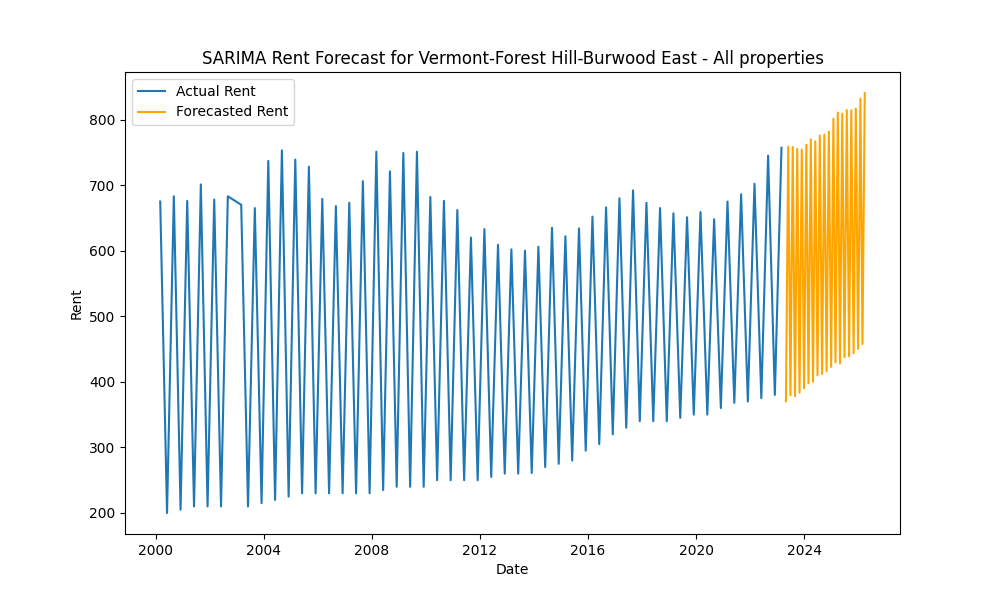 SARIMA Rent Forecast for Vermont-Forest Hill-Burwood East - All properties
Actual Rent
Forecasted Rent
800
700
600
500
400
300
200
Rent
2000 2004 2008 2012 2016 2020 2024
Date